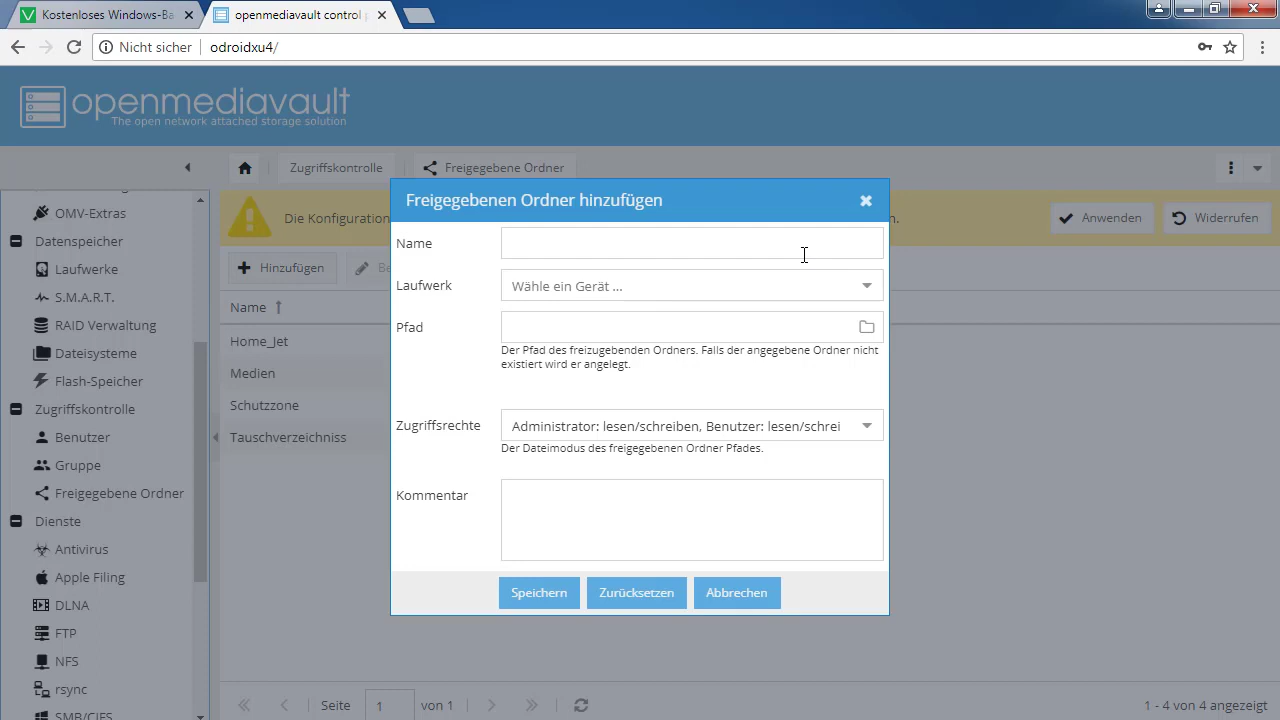 Kostenloses Windows-Ba
openmediavault control p
Nicht sicher
odroidxu4/
openmediavault
The open network attached storage solution
Zugriffskontrolle
Freigegebene Ordner
OMV-Extras
Datenspeicher
Laufwerke
S.M.A.R.T.
RAID Verwaltung
Dateisysteme
Flash-Speicher
Zugriffskontrolle
Benutzer
Gruppe
Freigegebene Ordner
Dienste
Antivirus
Apple Filing
DLNA
FTP
NFS
rsync
SMB/CIFS
Die Konfiguration
n.
Anwenden
Widerrufen
Hinzufügen
Be
Name
Home_Jet
Medien
Schutzzone
Tauschverzeichniss
Freigegebenen Ordner hinzufügen
Name
Laufwerk
Wähle ein Gerät ...
Pfad
Der Pfad des freizugebenden Ordners. Falls der angegebene Ordner nicht
existiert wird er angelegt.
Zugriffsrechte
Administrator: lesen/schreiben, Benutzer: lesen/schrei
Der Dateimodus des freigegebenen Ordner Pfades.
Kommentar
Speichern
Zurücksetzen
Abbrechen
Seite
1
von 1
1 - 4 von 4 angezeigt